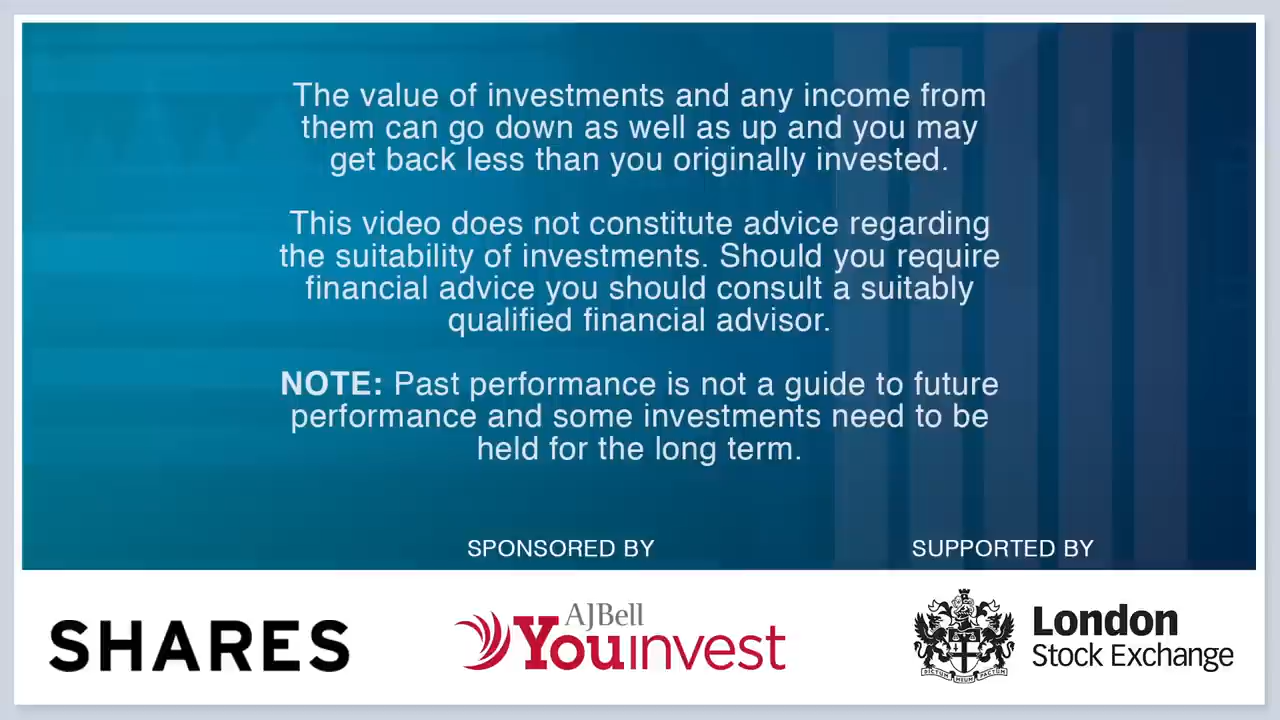 The value of investments and any income from
them can go down as well as up and you may
get back less than you originally invested.
This video does not constitute advice regarding
the suitability of investments. Should you require
financial advice you should consult a suitably
qualified financial advisor.
NOTE: Past performance is not a guide to future
performance and some investments need to be
held for the long term.
SPONSORED BY
SUPPORTED BY
SHARES
AJBell
Youinvest
London
Stock Exchange
DICTUM MEUM PACTUM